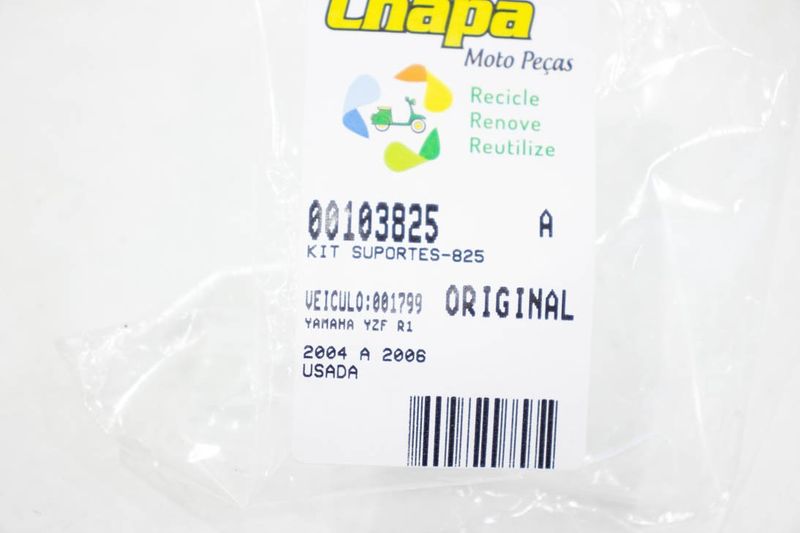 Chapa
Moto Peças
Recicle
Renove
Reutilize
00103825 A
KIT SUPORTES-825
VEICULO:001799 ORIGINAL
YAMAHA YZF R1
2004 A 2006
USADA